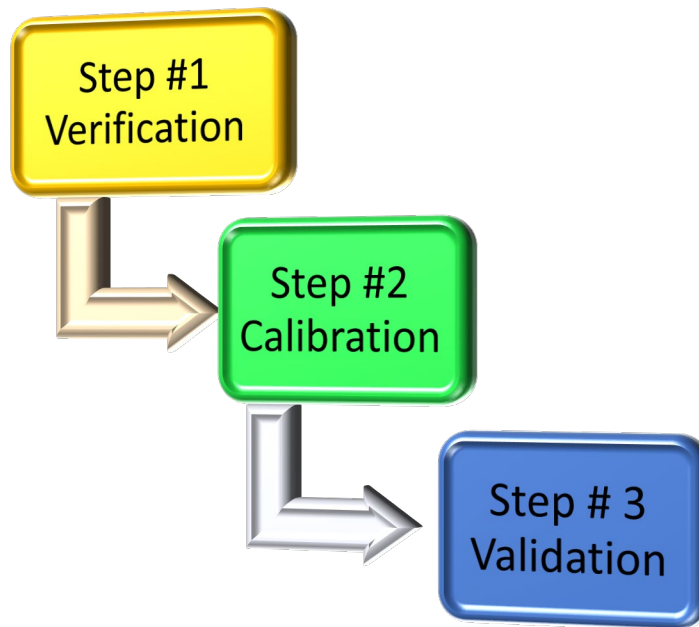 Step #1
Verification
Step #2
Calibration
Step # 3
Validation